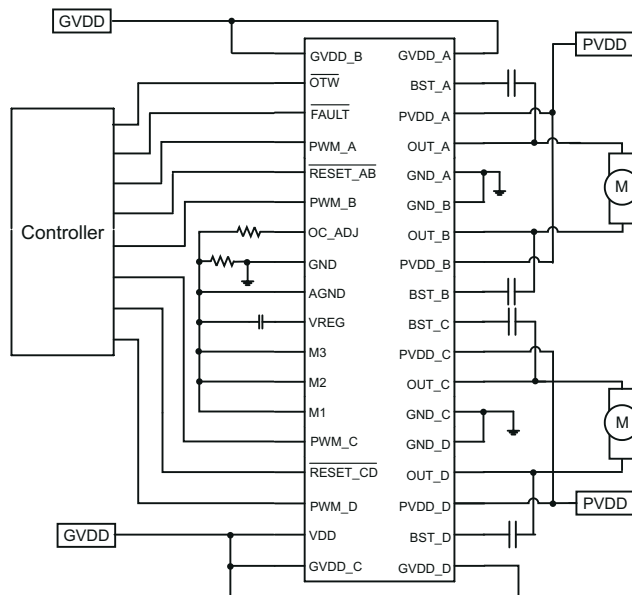 GVDD
PVDD
GVDD_B
GVDD_A
OTW
BST_A
FAULT
PVDD_A
PWM_A
OUT_A
RESET_AB
GND_A
M
PWM_B
GND_B
Controller
OC_ADJ
OUT_B
GND
PVDD_B
AGND
BST_B
VREG
BST_C
M3
PVDD_C
M2
OUT_C
M1
GND_C
M
PWM_C
GND_D
RESET_CD
OUT_D
PWM_D
PVDD_D
PVDD
GVDD
VDD
BST_D
GVDD_C
GVDD_D